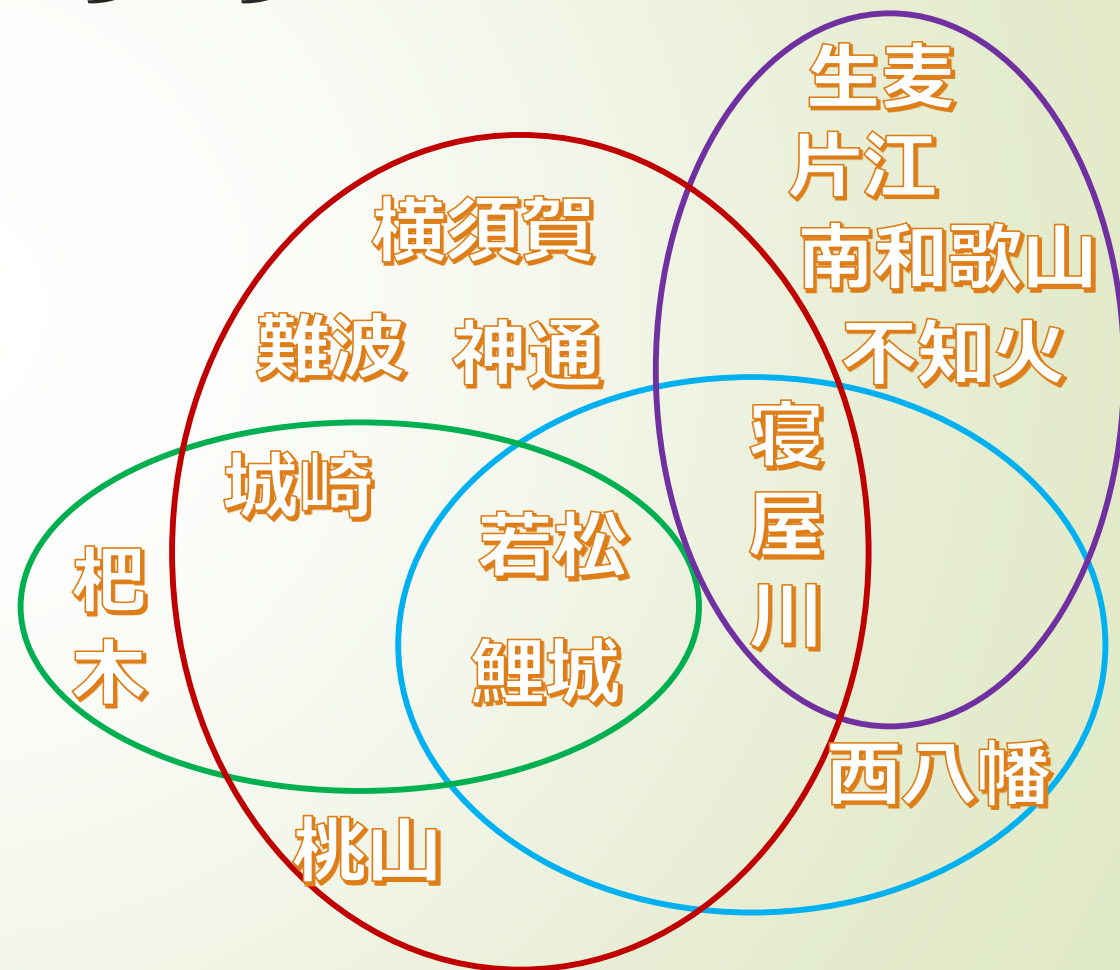 生麦
片江
南和歌山
不知火
横須賀
難波 神通
城崎
若松
鯉城
寝屋川
杷木
西八幡
桃山